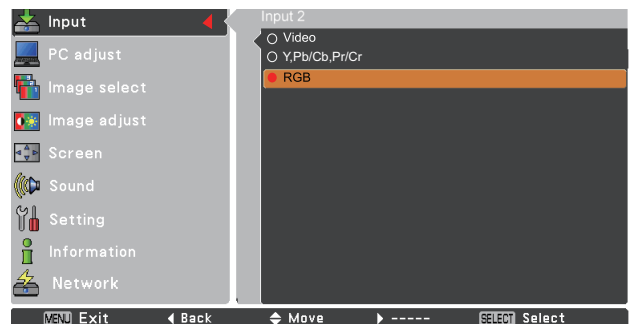 Input
PC adjust
Image select
Image adjust
Screen
Sound
Setting
Information
Network
Input 2
Video
Y,Pb/Cb,Pr/Cr
RGB
MENU Exit Back Move ----- SELECT Select